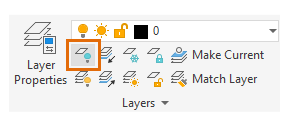 0
Layer
Properties
Make Current
Match Layer
Layers